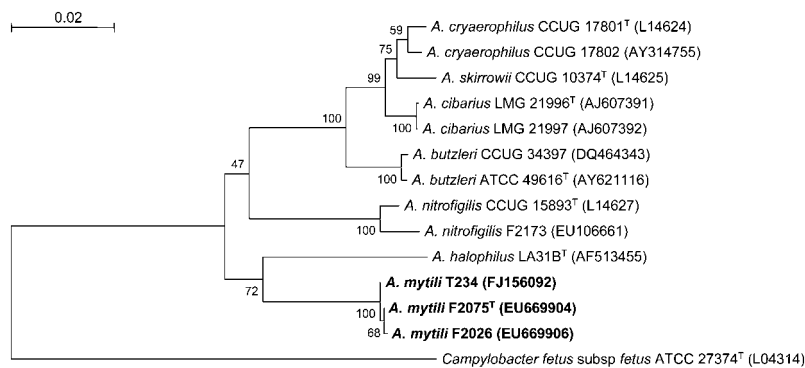 0.02
59
A. cryaerophilus CCUG 17801ᵀ (L14624)
A. cryaerophilus CCUG 17802 (AY314755)
75
A. skirrowii CCUG 10374ᵀ (L14625)
99
A. cibarius LMG 21996ᵀ (AJ607391)
100
100
A. cibarius LMG 21997 (AJ607392)
A. butzleri CCUG 34397 (DQ464343)
47
100
A. butzleri ATCC 49616ᵀ (AY621116)
A. nitrofigilis CCUG 15893ᵀ (L14627)
100
A. nitrofigilis F2173 (EU106661)
A. halophilus LA31Bᵀ (AF513455)
72
A. mytili T234 (FJ156092)
100
A. mytili F2075ᵀ (EU669904)
68
A. mytili F2026 (EU669906)
Campylobacter fetus subsp fetus ATCC 27374ᵀ (L04314)